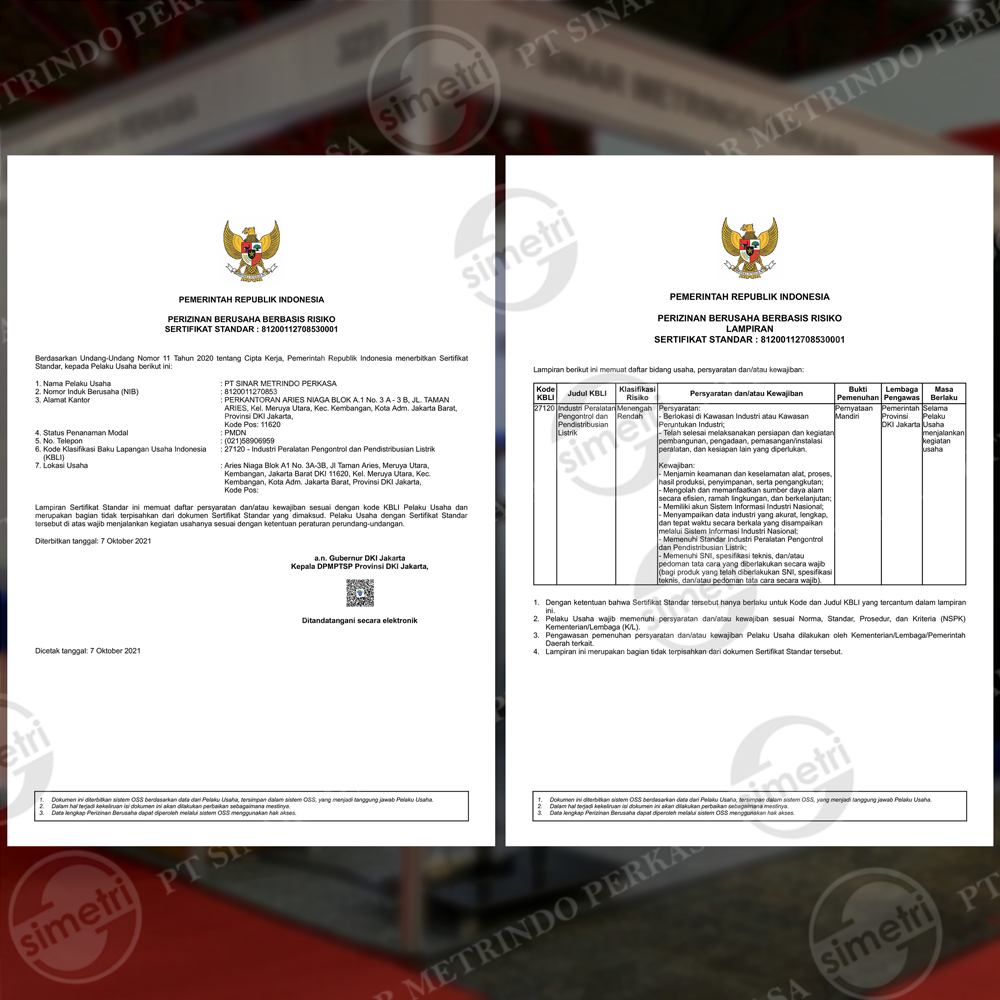 PEMERINTAH REPUBLIK INDONESIA
PERIZINAN BERUSAHA BERBASIS RISIKO
SERTIFIKAT STANDAR : 81200112708530001
Berdasarkan Undang-Undang Nomor 11 Tahun 2020 tentang Cipta Kerja, Pemerintah Republik Indonesia menerbitkan Sertifikat
Standar, kepada Pelaku Usaha berikut ini:
1. Nama Pelaku Usaha : PT SINAR METRINDO PERKASA
2. Nomor Induk Berusaha (NIB) : 8120011270853
3. Alamat Kantor : PERKANTORAN ARIES NIAGA BLOK A.1 No. 3 A - 3 B, JL. TAMAN
ARIES, Kel. Meruya Utara, Kec. Kembangan, Kota Adm. Jakarta Barat,
Provinsi DKI Jakarta,
Kode Pos: 11620
4. Status Penanaman Modal : PMDN
5. No. Telepon : (021)58906959
6. Kode Klasifikasi Baku Lapangan Usaha Indonesia : 27120 - Industri Peralatan Pengontrol dan Pendistribusian Listrik
(KBLI)
7. Lokasi Usaha : Aries Niaga Blok A1 No. 3A-3B, Jl Taman Aries, Meruya Utara,
Kembangan, Jakarta Barat DKI 11620, Kel. Meruya Utara, Kec.
Kembangan, Kota Adm. Jakarta Barat, Provinsi DKI Jakarta,
Kode Pos:
Lampiran Sertifikat Standar ini memuat daftar persyaratan dan/atau kewajiban sesuai dengan kode KBLI Pelaku Usaha dan
merupakan bagian tidak terpisahkan dari dokumen Sertifikat Standar yang dimaksud. Pelaku Usaha dengan Sertifikat Standar
tersebut di atas wajib menjalankan kegiatan usahanya sesuai dengan ketentuan peraturan perundang-undangan.
Diterbitkan tanggal: 7 Oktober 2021
a.n. Gubernur DKI Jakarta
Kepala DPMPTSP Provinsi DKI Jakarta,
Ditandatangani secara elektronik
Dicetak tanggal: 7 Oktober 2021
1. Dokumen ini diterbitkan sistem OSS berdasarkan data dari Pelaku Usaha, tersimpan dalam sistem OSS, yang menjadi tanggung jawab Pelaku Usaha.
2. Dalam hal terjadi kekeliruan isi dokumen ini akan dilakukan perbaikan sebagaimana mestinya.
3. Data lengkap Perizinan Berusaha dapat diperoleh melalui sistem OSS menggunakan hak akses.
PEMERINTAH REPUBLIK INDONESIA
PERIZINAN BERUSAHA BERBASIS RISIKO
LAMPIRAN
SERTIFIKAT STANDAR : 81200112708530001
Lampiran berikut ini memuat daftar bidang usaha, persyaratan dan/atau kewajiban:
Kode KBLI
Judul KBLI
Klasifikasi Risiko
Persyaratan dan/atau Kewajiban
Bukti Pemenuhan
Lembaga Pengawas
Masa Berlaku
27120
Industri Peralatan
Pengontrol dan
Pendistribusian
Listrik
Menengah
Rendah
Persyaratan:
- Berlokasi di Kawasan Industri atau Kawasan
Peruntukan Industri;
- Telah selesai melaksanakan persiapan dan kegiatan
pembangunan, pengadaan, pemasangan/instalasi
peralatan, dan kesiapan lain yang diperlukan.
Kewajiban:
- Menjamin keamanan dan keselamatan alat, proses,
hasil produksi, penyimpanan, serta pengangkutan;
- Mengolah dan memanfaatkan sumber daya alam
secara efisien, ramah lingkungan, dan berkelanjutan;
- Memiliki akun Sistem Informasi Industri Nasional;
- Menyampaikan data industri yang akurat, lengkap,
dan tepat waktu secara berkala yang disampaikan
melalui Sistem Informasi Industri Nasional;
- Memenuhi Standar Industri Peralatan Pengontrol
dan Pendistribusian Listrik;
- Memenuhi SNI, spesifikasi teknis, dan/atau
pedoman tata cara yang diberlakukan secara wajib
(bagi produk yang telah diberlakukan SNI, spesifikasi
teknis, dan/atau pedoman tata cara secara wajib).
Pernyataan
Mandiri
Pemerintah
Provinsi
DKI Jakarta
Selama
Pelaku
Usaha
menjalankan
kegiatan
usaha
1. Dengan ketentuan bahwa Sertifikat Standar tersebut hanya berlaku untuk Kode dan Judul KBLI yang tercantum dalam lampiran
ini.
2. Pelaku Usaha wajib memenuhi persyaratan dan/atau kewajiban sesuai Norma, Standar, Prosedur, dan Kriteria (NSPK)
Kementerian/Lembaga (K/L).
3. Pengawasan pemenuhan persyaratan dan/atau kewajiban Pelaku Usaha dilakukan oleh Kementerian/Lembaga/Pemerintah
Daerah terkait.
4. Lampiran ini merupakan bagian tidak terpisahkan dari dokumen Sertifikat Standar tersebut.
1. Dokumen ini diterbitkan sistem OSS berdasarkan data dari Pelaku Usaha, tersimpan dalam sistem OSS, yang menjadi tanggung jawab Pelaku Usaha.
2. Dalam hal terjadi kekeliruan isi dokumen ini akan dilakukan perbaikan sebagaimana mestinya.
3. Data lengkap Perizinan Berusaha dapat diperoleh melalui sistem OSS menggunakan hak akses.
simetri
PT SINAR METRINDO PERKASA